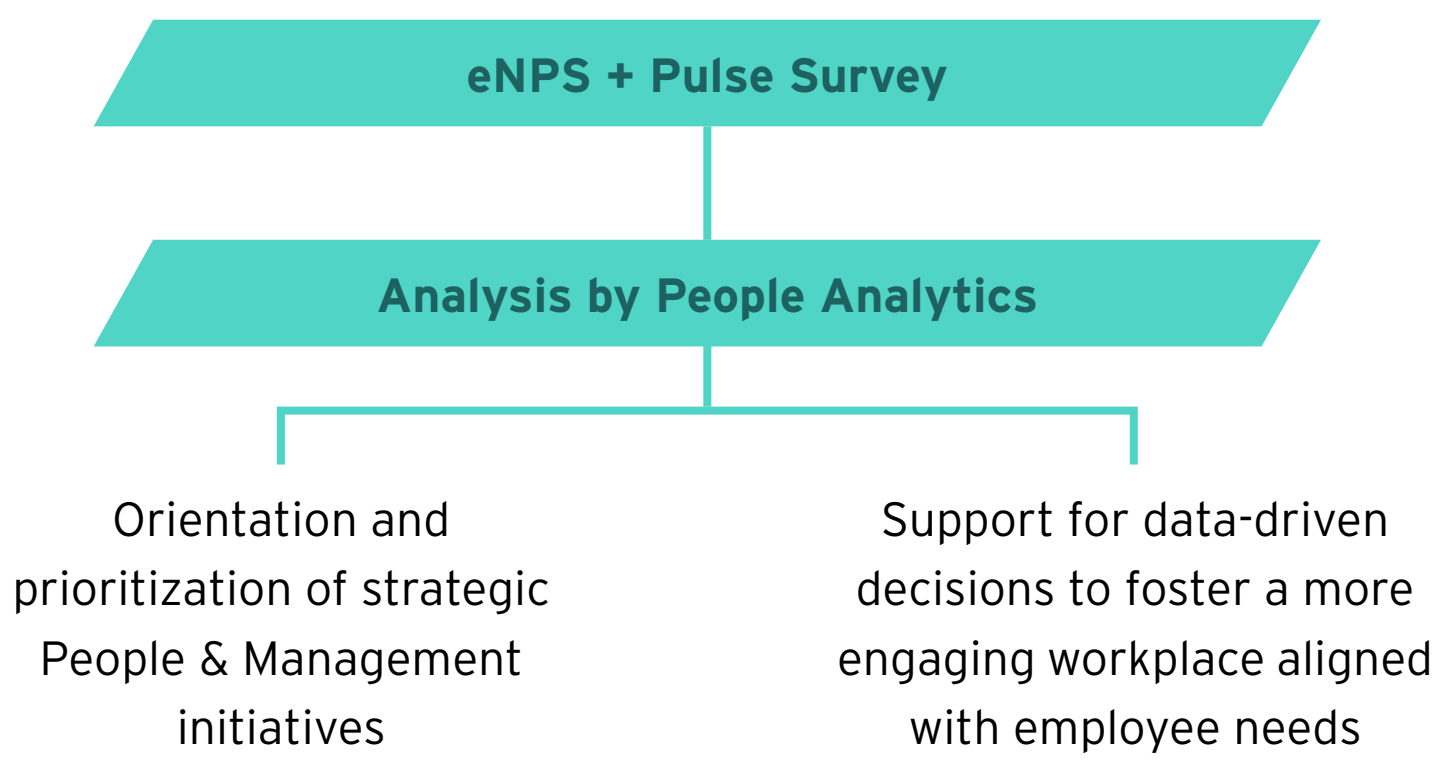 eNPS + Pulse Survey
Analysis by People Analytics
Orientation and
prioritization of strategic
People & Management
initiatives
Support for data-driven
decisions to foster a more
engaging workplace aligned
with employee needs